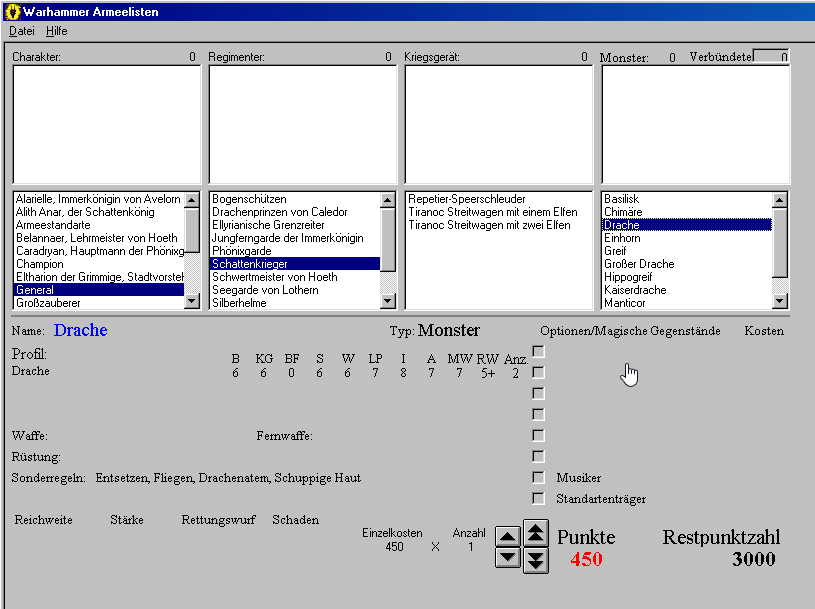 Warhammer Armeelisten
Datei Hilfe
Charakter: 0 Regimenter: 0 Kriegsgerät: 0 Monster: 0 Verbündete 0
Alarielle, Immerkönigin von Avelorn
Alith Anar, der Schattenkönig
Armeestandarte
Belannaer, Lehrmeister von Hoeth
Caradryan, Hauptmann der Phönixg
Champion
Eltharion der Grimmige, Stadtvorsteh
General
Großzauberer
Bogenschützen
Drachenprinzen von Caledor
Ellyrianische Grenzreiter
Jungferngarde der Immerkönigin
Phönixgarde
Schattenkrieger
Schwertmeister von Hoeth
Seegarde von Lothern
Silberhelme
Repetier-Speerschleuder
Tiranoc Streitwagen mit einem Elfen
Tiranoc Streitwagen mit zwei Elfen
Basilisk
Chimäre
Drache
Einhorn
Greif
Großer Drache
Hippogreif
Kaiserdrache
Manticor
Name: Drache Typ: Monster Optionen/Magische Gegenstände Kosten
Profil: B KG BF S W LP I A MW RW Anz.
Drache 6 6 0 6 6 7 8 7 7 5+ 2
Waffe: Fernwaffe:
Rüstung:
Sonderregeln: Entsetzen, Fliegen, Drachenatem, Schuppige Haut
Musiker
Standartenträger
Reichweite Stärke Rettungswurf Schaden
Einzelkosten Anzahl Punkte Restpunktzahl
450 X 1 450 3000